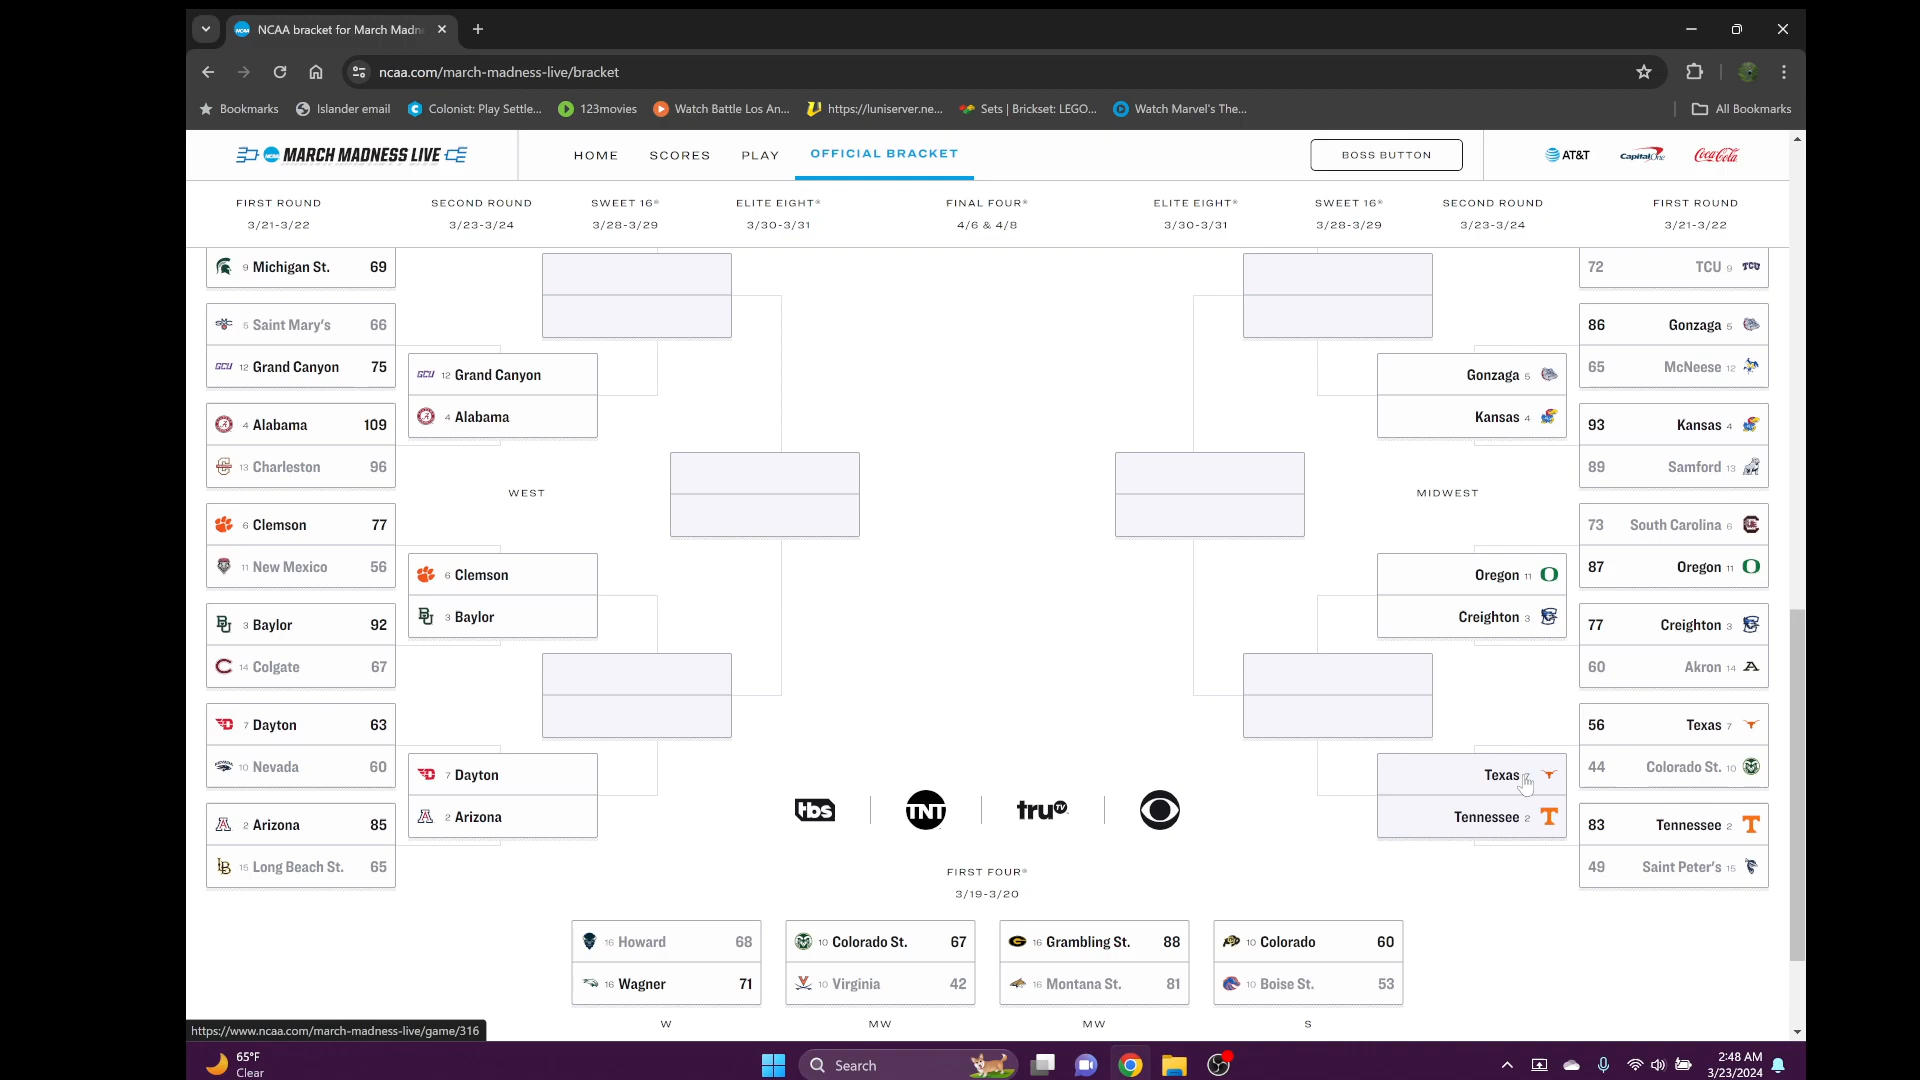 NCAA bracket for March Madn
ncaa.com/march-madness-live/bracket
Bookmarks
Islander email
Colonist: Play Settle...
123movies
Watch Battle Los An...
https://luniserver.ne...
Sets | Brickset: LEGO...
Watch Marvel's The...
All Bookmarks
NCAA MARCH MADNESS LIVE
HOME
SCORES
PLAY
OFFICIAL BRACKET
BOSS BUTTON
AT&T
Capital One
Coca-Cola
FIRST ROUND
3/21-3/22
SECOND ROUND
3/23-3/24
SWEET 16®
3/28-3/29
ELITE EIGHT®
3/30-3/31
FINAL FOUR®
4/6 & 4/8
ELITE EIGHT®
3/30-3/31
SWEET 16®
3/28-3/29
SECOND ROUND
3/23-3/24
FIRST ROUND
3/21-3/22
9 Michigan St. 69
5 Saint Mary's 66
GCU 12 Grand Canyon 75
4 Alabama 109
13 Charleston 96
6 Clemson 77
11 New Mexico 56
3 Baylor 92
14 Colgate 67
7 Dayton 63
10 Nevada 60
2 Arizona 85
15 Long Beach St. 65
GCU 12 Grand Canyon
4 Alabama
WEST
6 Clemson
3 Baylor
7 Dayton
2 Arizona
Gonzaga 5
Kansas 4
MIDWEST
Oregon 11
Creighton 3
Texas
Tennessee 2
72 TCU 9 TCU
86 Gonzaga 5
65 McNeese 12
93 Kansas 4
89 Samford 13
73 South Carolina 6
87 Oregon 11
77 Creighton 3
60 Akron 14
56 Texas 7
44 Colorado St. 10
83 Tennessee 2
49 Saint Peter's 15
tbs
TNT
truTV
FIRST FOUR®
3/19-3/20
16 Howard 68
16 Wagner 71
W
10 Colorado St. 67
10 Virginia 42
MW
16 Grambling St. 88
16 Montana St. 81
MW
10 Colorado 60
10 Boise St. 53
S
https://www.ncaa.com/march-madness-live/game/316
65°F
Clear
Search
2:48 AM
3/23/2024